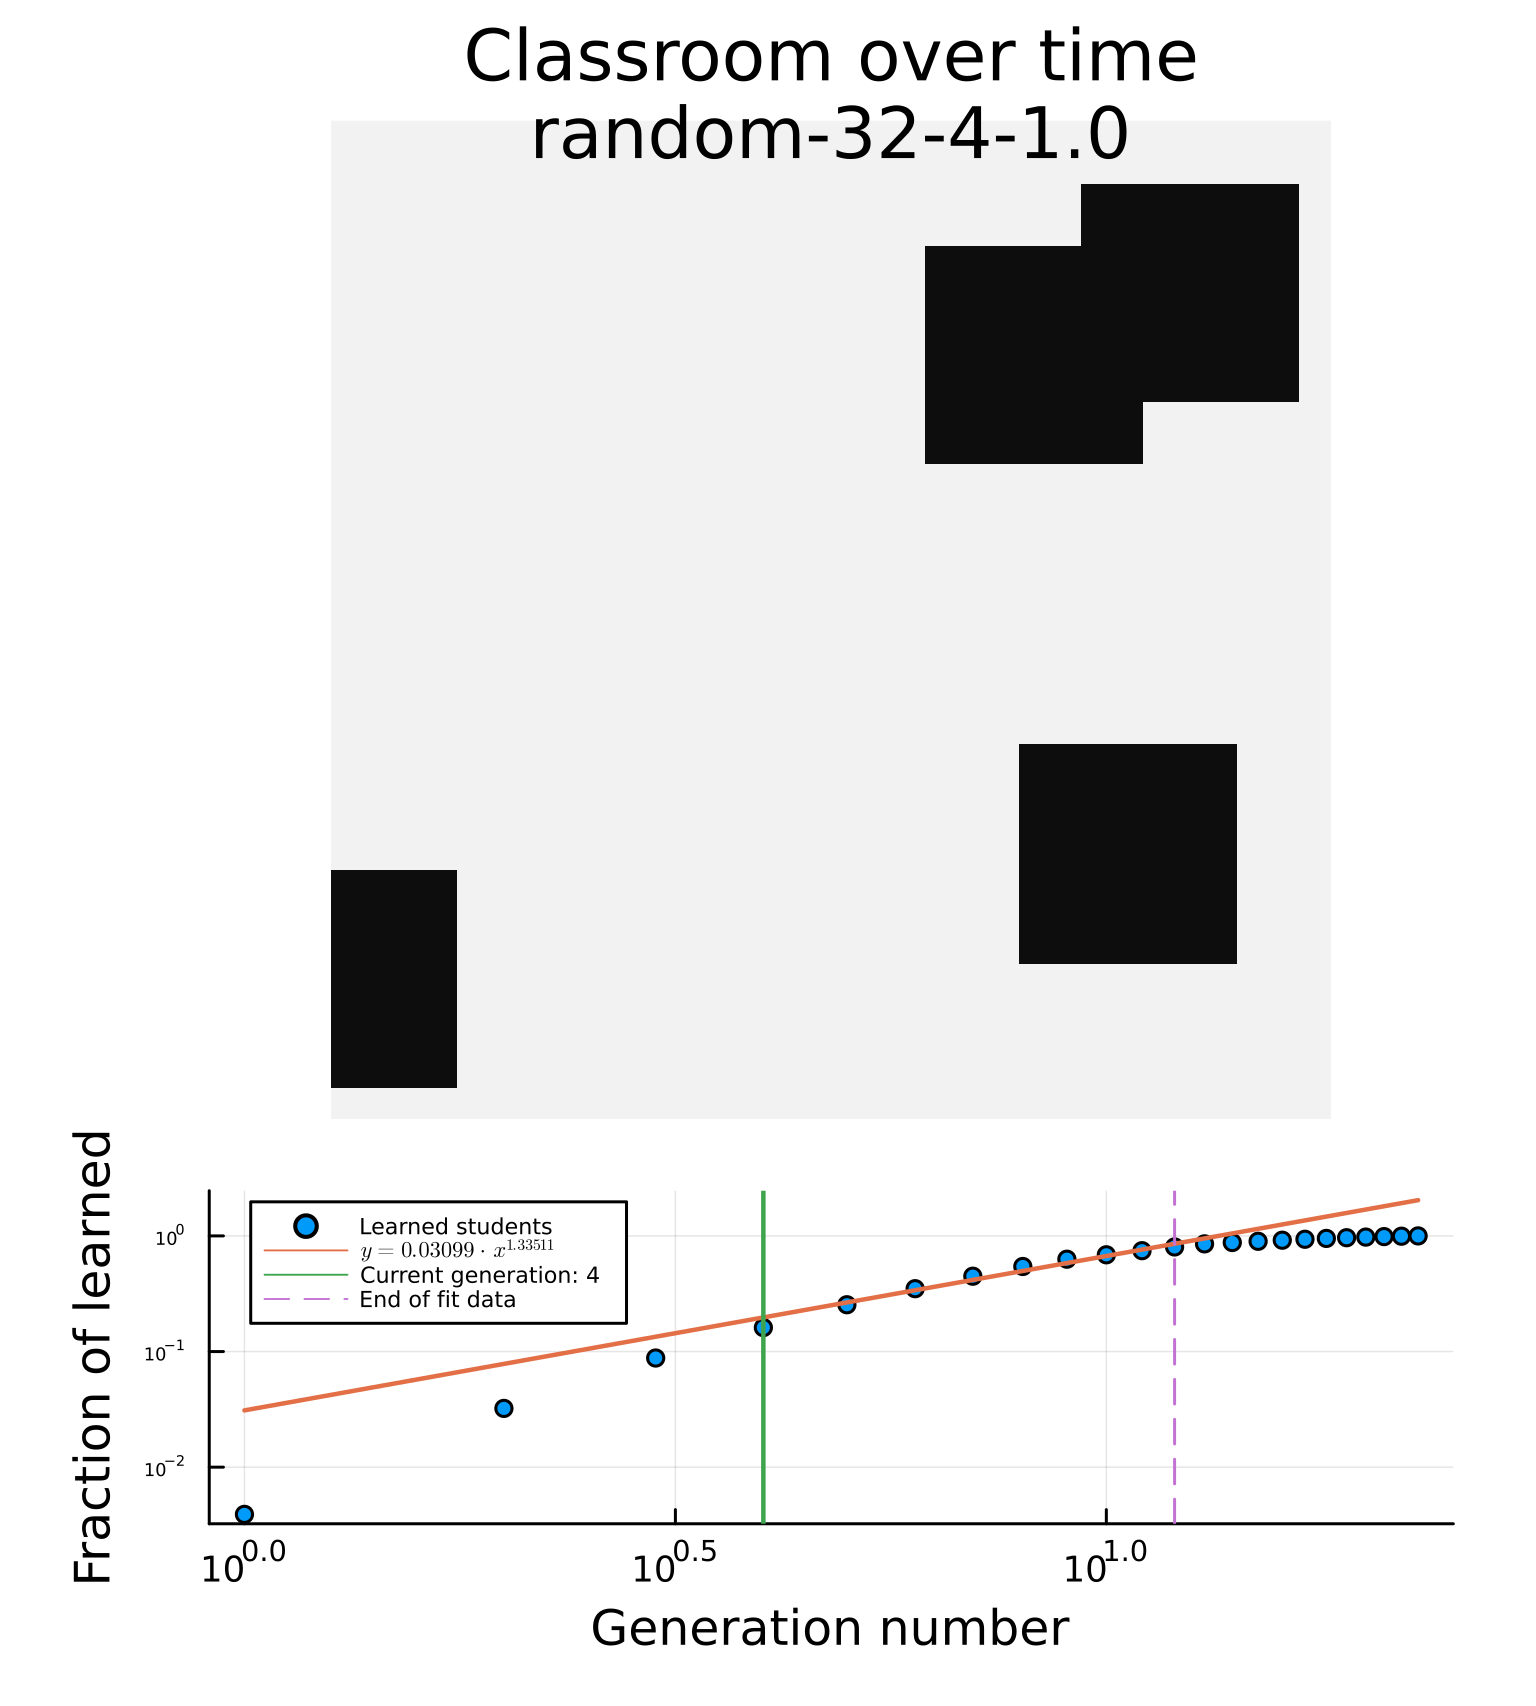 Classroom over time
random-32-4-1.0
Fraction of learned
10^0
10^-1
10^-2
Learned students
y = 0.03099 · x^1.33511
Current generation: 4
End of fit data
10^0.0 10^0.5 10^1.0
Generation number